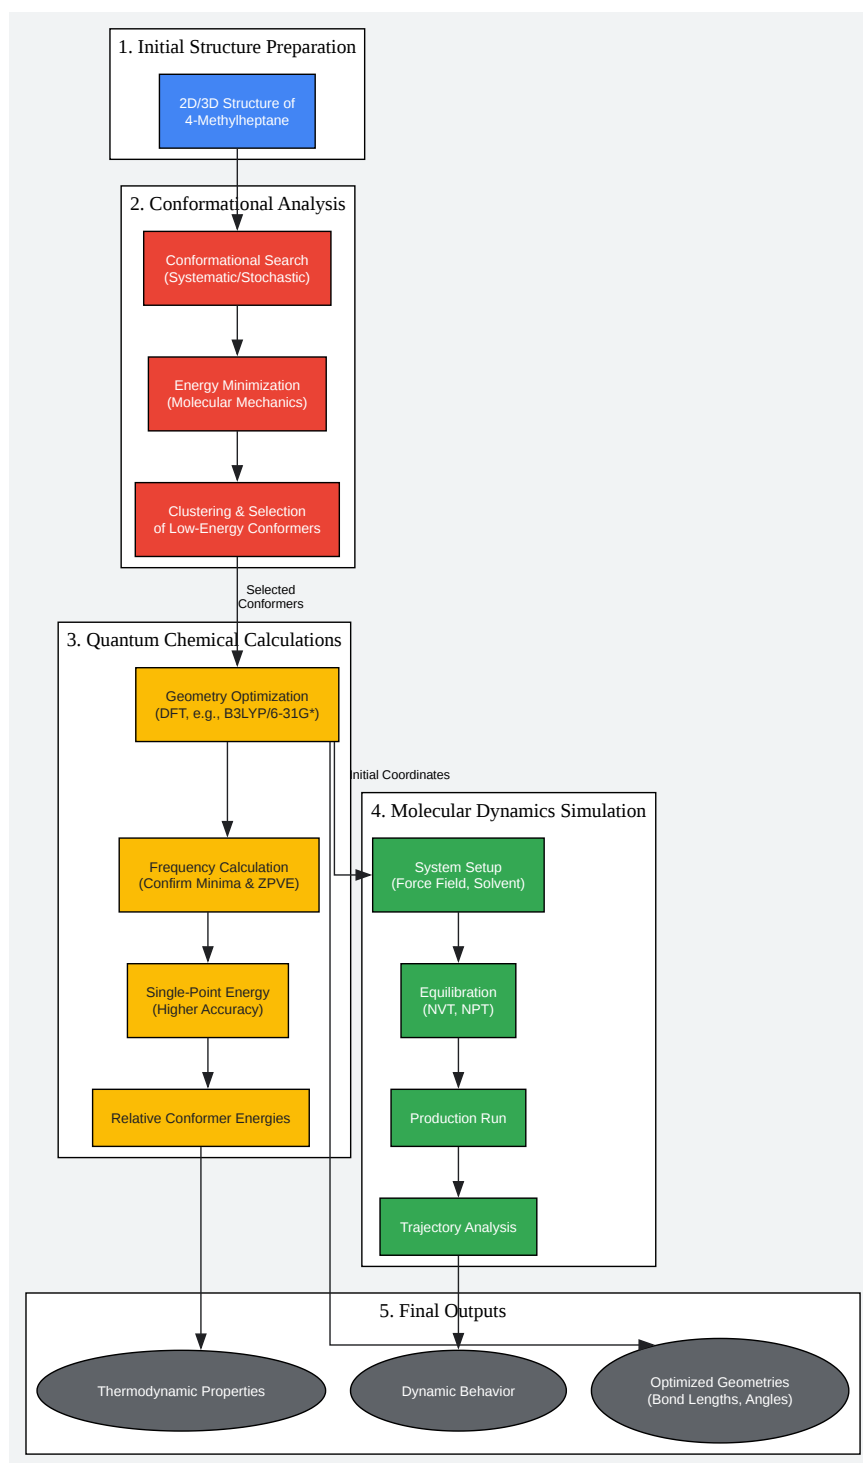 1. Initial Structure Preparation
2D/3D Structure of
4-Methylheptane
2. Conformational Analysis
Conformational Search
(Systematic/Stochastic)
Energy Minimization
(Molecular Mechanics)
Clustering & Selection
of Low-Energy Conformers
Selected
Conformers
3. Quantum Chemical Calculations
Geometry Optimization
(DFT, e.g., B3LYP/6-31G*)
Initial Coordinates
Frequency Calculation
(Confirm Minima & ZPVE)
Single-Point Energy
(Higher Accuracy)
Relative Conformer Energies
4. Molecular Dynamics Simulation
System Setup
(Force Field, Solvent)
Equilibration
(NVT, NPT)
Production Run
Trajectory Analysis
5. Final Outputs
Thermodynamic Properties
Dynamic Behavior
Optimized Geometries
(Bond Lengths, Angles)